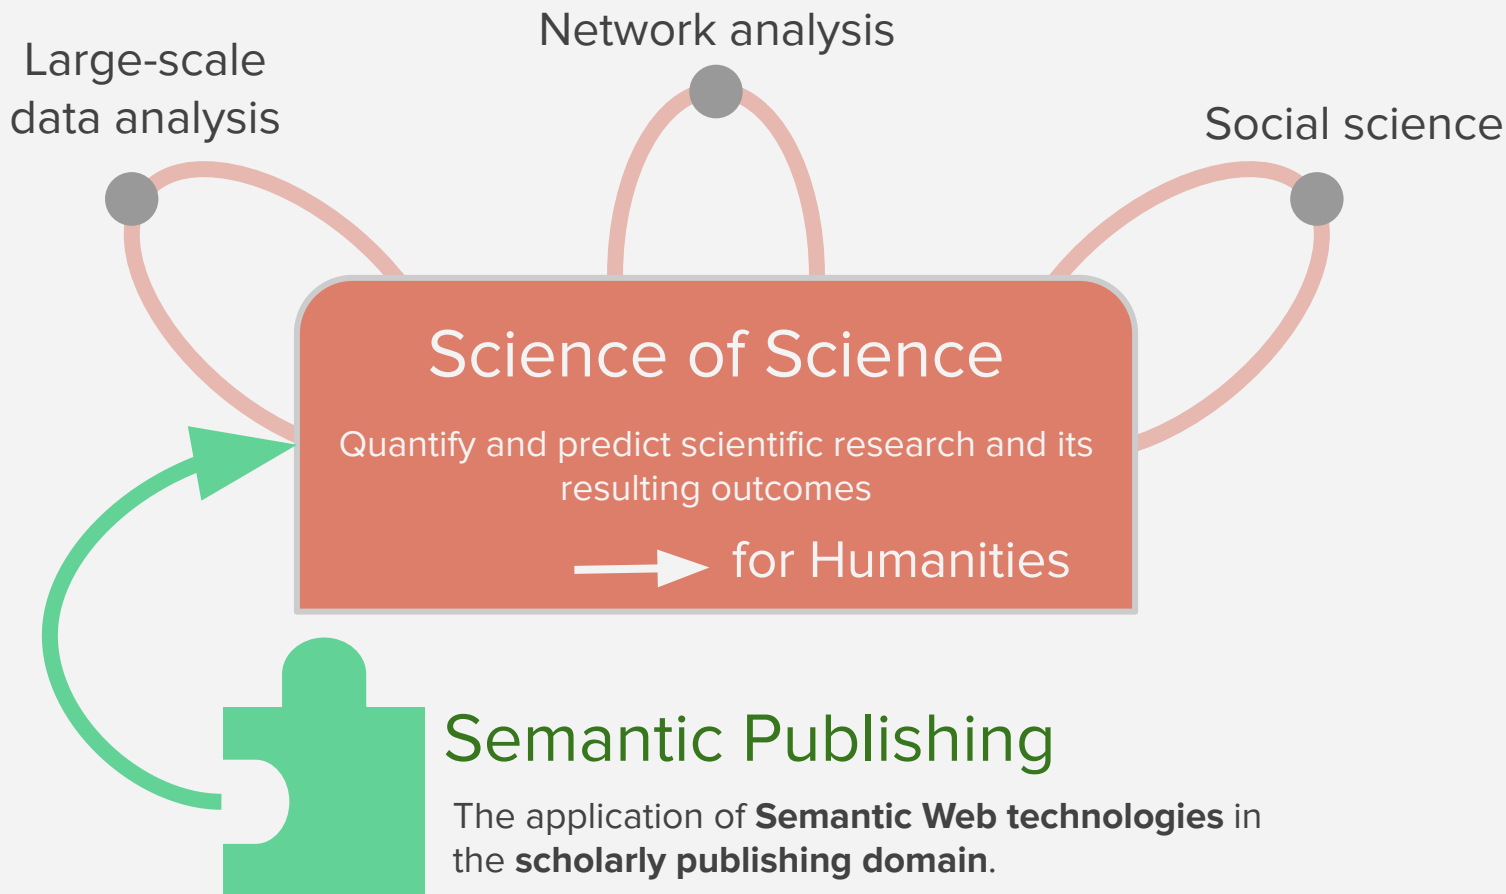 Network analysis
Large-scale
data analysis
Social science
Science of Science
Quantify and predict scientific research and its
resulting outcomes
for Humanities
Semantic Publishing
The application of Semantic Web technologies in
the scholarly publishing domain.